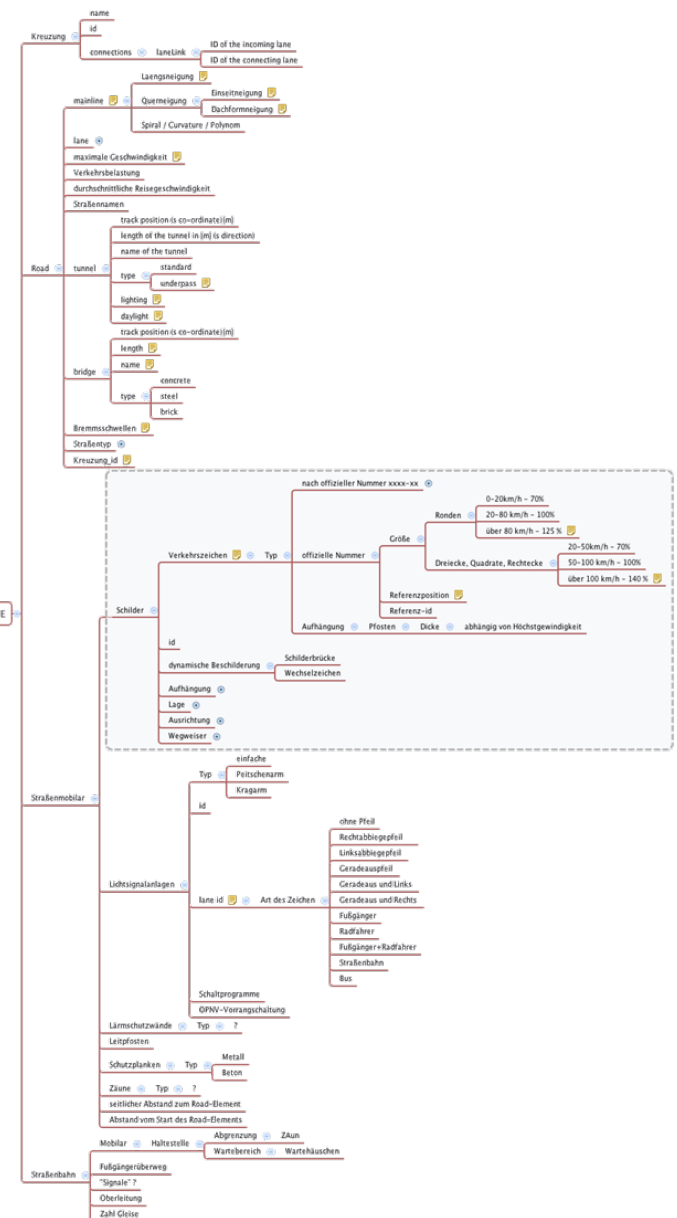 name
Kreuzung
id
connections
laneLink
ID of the incoming lane
ID of the connecting lane
Laengsneigung
mainline
Querneigung
Einseitneigung
Dachformneigung
Spiral / Curvature / Polynom
lane
maximale Geschwindigkeit
Verkehrsbelastung
durchschnittliche Reisegeschwindigkeit
Straßennamen
track position (s co-ordinate)[m]
length of the tunnel in [m] (s direction)
name of the tunnel
Road
tunnel
type
standard
underpass
lighting
daylight
track position (s co-ordinate)[m]
length
name
bridge
type
concrete
steel
brick
Bremmsschwellen
Straßentyp
Kreuzung_id
nach offizieller Nummer xxxx-xx
0-20km/h - 70%
Ronden
20-80 km/h - 100%
über 80 km/h - 125 %
Größe
20-50km/h - 70%
Dreiecke, Quadrate, Rechtecke
50-100 km/h - 100%
über 100 km/h - 140 %
Verkehrszeichen
Typ
offizielle Nummer
Referenzposition
Referenz-id
Aufhängung
Pfosten
Dicke
abhängig von Höchstgewindigkeit
E
Schilder
id
dynamische Beschilderung
Schilderbrücke
Wechselzeichen
Aufhängung
Lage
Ausrichtung
Wegweiser
Straßenmobilar
einfache
Typ
Peitschenarm
Kragarm
id
Lichtsignalanlagen
lane id
Art des Zeichen
ohne Pfeil
Rechtabbiegepfeil
Linksabbiegepfeil
Geradeauspfeil
Geradeaus und Links
Geradeaus und Rechts
Fußgänger
Radfahrer
Fußgänger+Radfahrer
Straßenbahn
Bus
Schaltprogramme
ÖPNV-Vorrangschaltung
Lärmschutzwände
Typ
?
Leitpfosten
Schutzplanken
Typ
Metall
Beton
Zäune
Typ
?
seitlicher Abstand zum Road-Element
Abstand vom Start des Road-Elements
Straßenbahn
Mobilar
Haltestelle
Abgrenzung
ZAun
Wartebereich
Wartehäuschen
Fußgängerüberweg
"Signale" ?
Oberleitung
Zahl Gleise